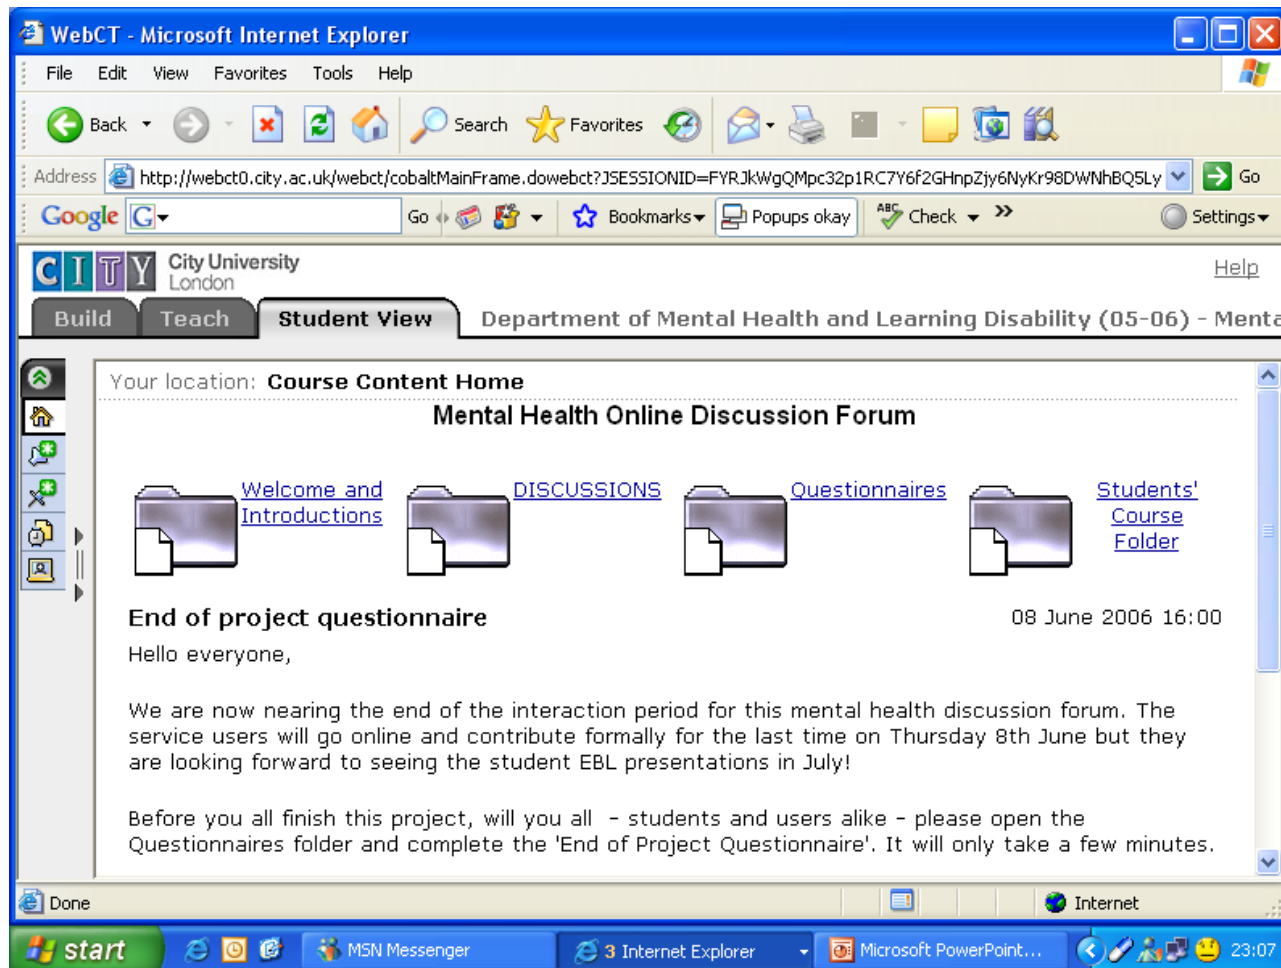 WebCT - Microsoft Internet Explorer
File Edit View Favorites Tools Help
Back Search Favorites
Address http://webct0.city.ac.uk/webct/cobaltMainFrame.dowebct?JSESSIONID=FYRJkWgQMpc32p1RC7Y6f2GHnpZjy6NyKr98DWNhBQ5Ly Go
Google G Go Bookmarks Popups okay ABC Check » Settings
CITY City University
London
Help
Build Teach Student View Department of Mental Health and Learning Disability (05-06) - Menta
Your location: Course Content Home
Mental Health Online Discussion Forum
Welcome and DISCUSSIONS Questionnaires Students'
Introductions Course
Folder
End of project questionnaire 08 June 2006 16:00
Hello everyone,
We are now nearing the end of the interaction period for this mental health discussion forum. The
service users will go online and contribute formally for the last time on Thursday 8th June but they
are looking forward to seeing the student EBL presentations in July!
Before you all finish this project, will you all - students and users alike - please open the
Questionnaires folder and complete the 'End of Project Questionnaire'. It will only take a few minutes.
Done Internet
start MSN Messenger 3 Internet Explorer Microsoft PowerPoint... 23:07